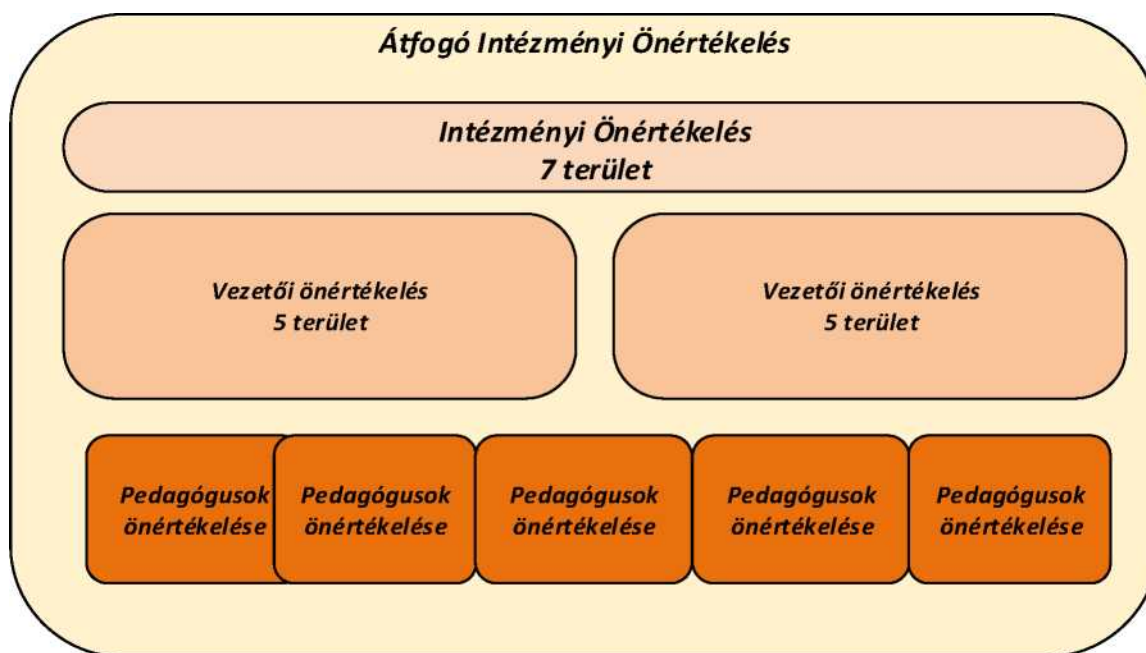 Átfogó Intézményi Önértékelés
Intézményi Önértékelés
7 terület
Vezetői önértékelés
5 terület
Vezetői önértékelés
5 terület
Pedagógusok
önértékelése
Pedagógusok
önértékelése
Pedagógusok
önértékelése
Pedagógusok
önértékelése
Pedagógusok
önértékelése